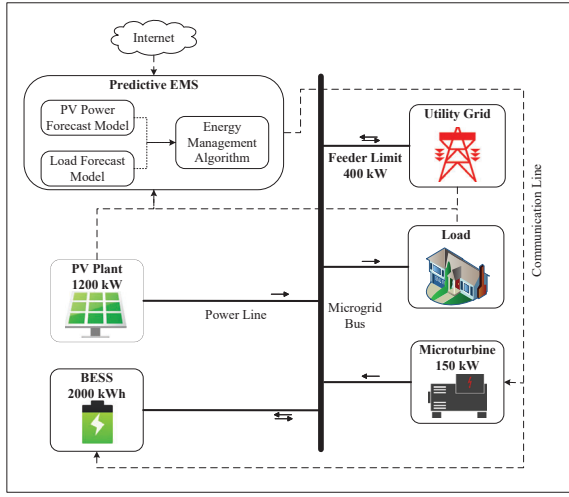 Internet
Predictive EMS
PV Power
Forecast Model
Load Forecast
Model
Energy
Management
Algorithm
Utility Grid
Feeder Limit
400 kW
Communication Line
Load
PV Plant
1200 kW
Power Line
Microgrid
Bus
Microturbine
150 kW
BESS
2000 kWh